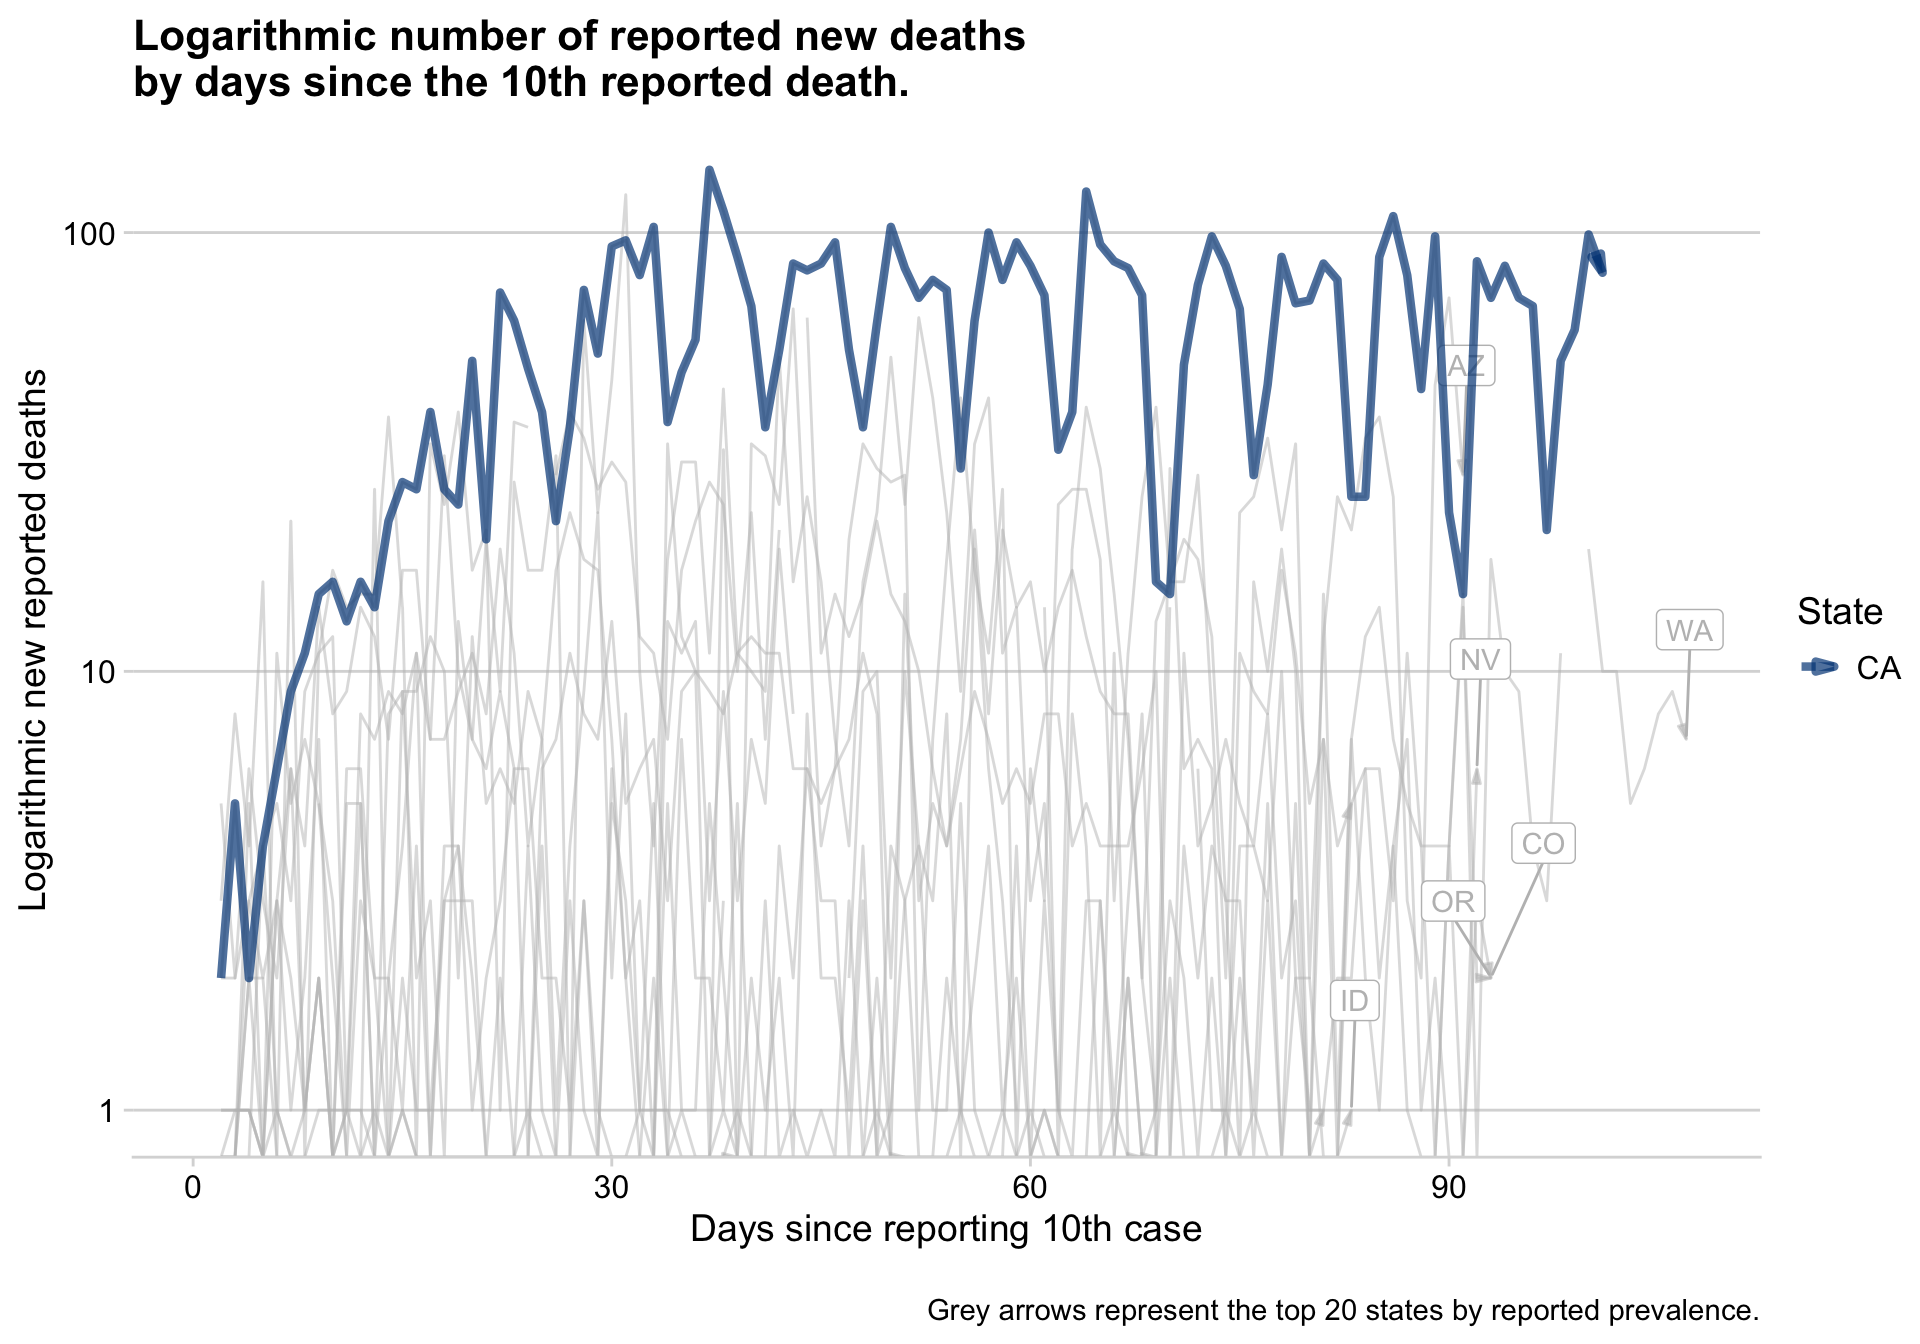 Logarithmic number of reported new deaths
by days since the 10th reported death.
Logarithmic new reported deaths
100
10
1
AZ
NV
WA
CO
OR
ID
State
CA
0 30 60 90
Days since reporting 10th case
Grey arrows represent the top 20 states by reported prevalence.